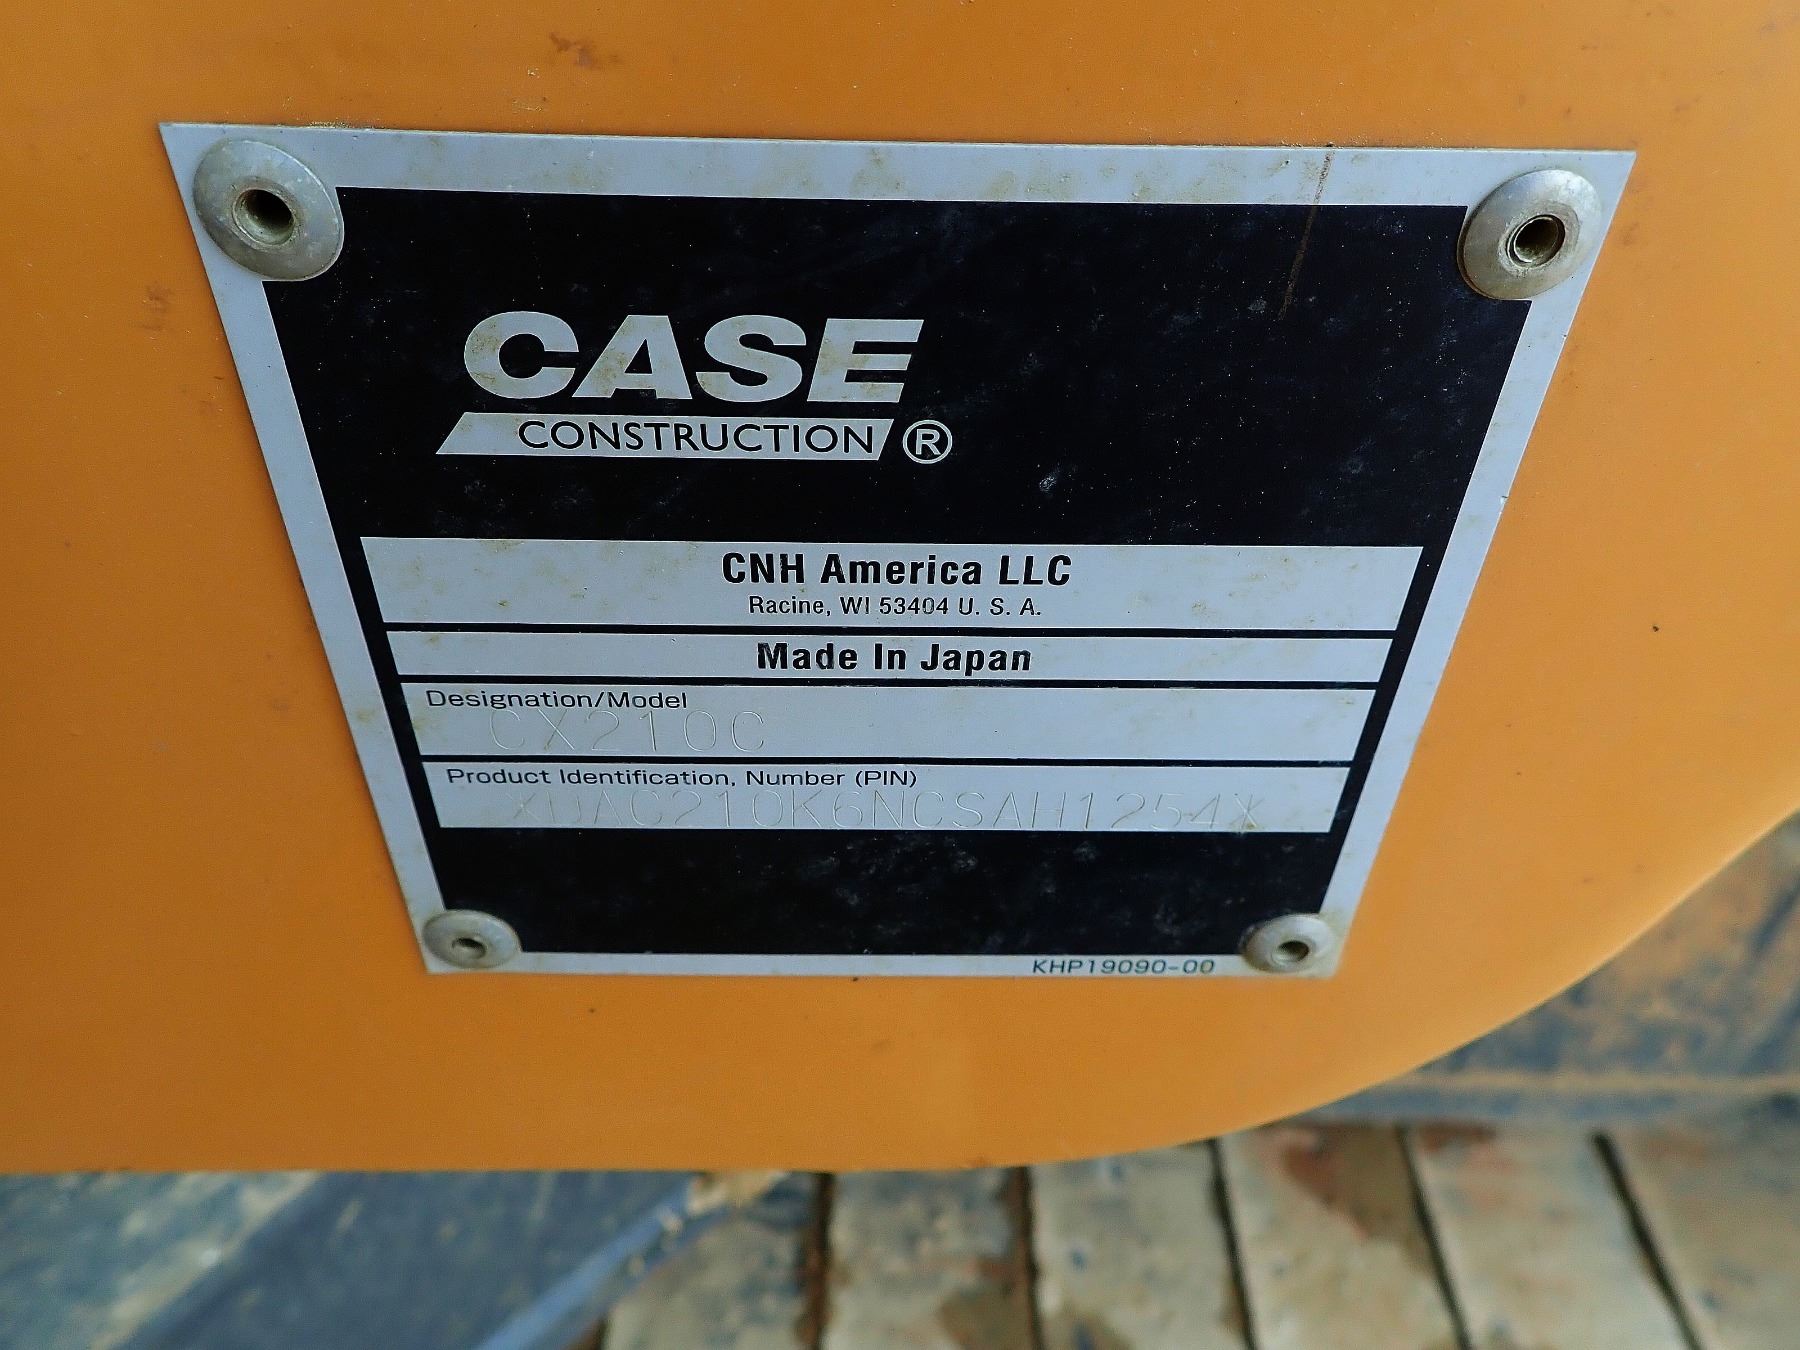 CASE
CONSTRUCTION ®
CNH America LLC
Racine, WI 53404 U. S. A.
Made In Japan
Designation/Model
CX210C
Product Identification, Number (PIN)
XDAC210K6NCSAH1254X
KHP19090-00